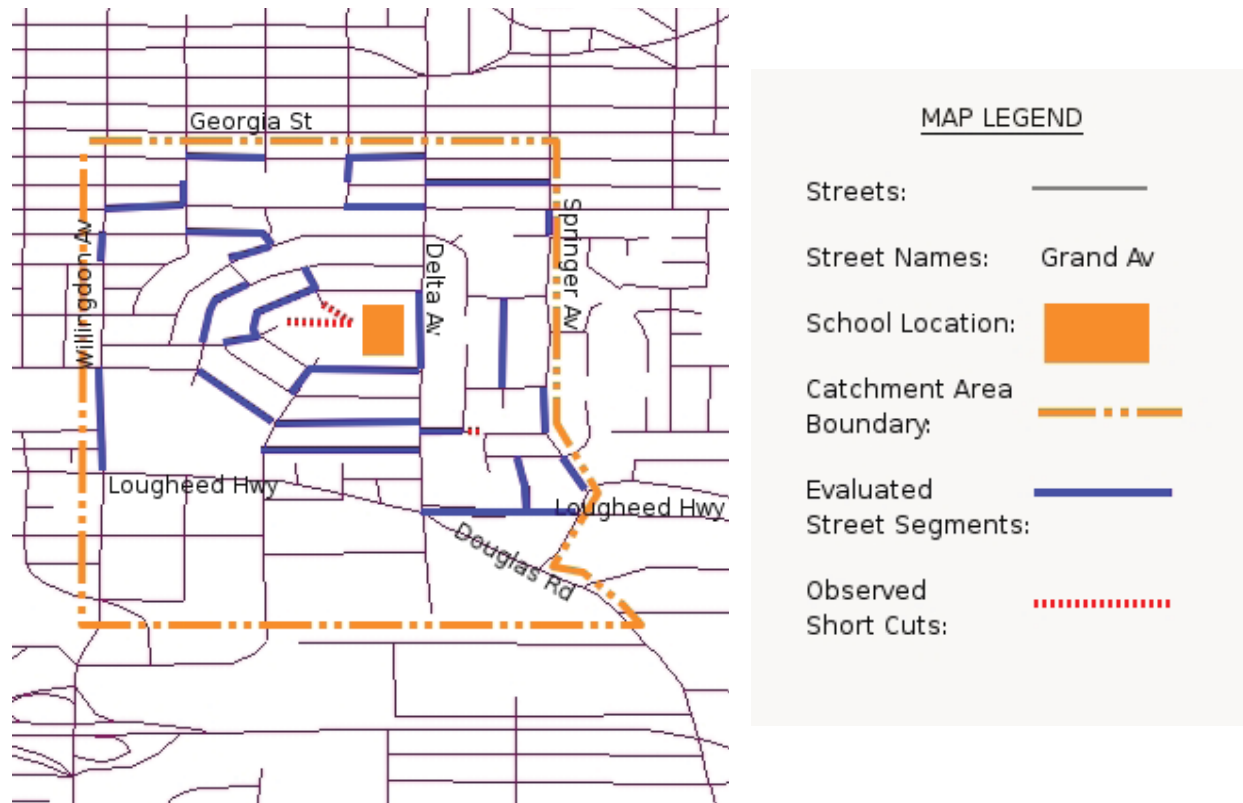 Georgia St
Willingdon Av
Delta Av
Springer Av
Lougheed Hwy
Lougheed Hwy
Douglas Rd
MAP LEGEND
Streets:
Street Names: Grand Av
School Location:
Catchment Area
Boundary:
Evaluated
Street Segments:
Observed
Short Cuts: